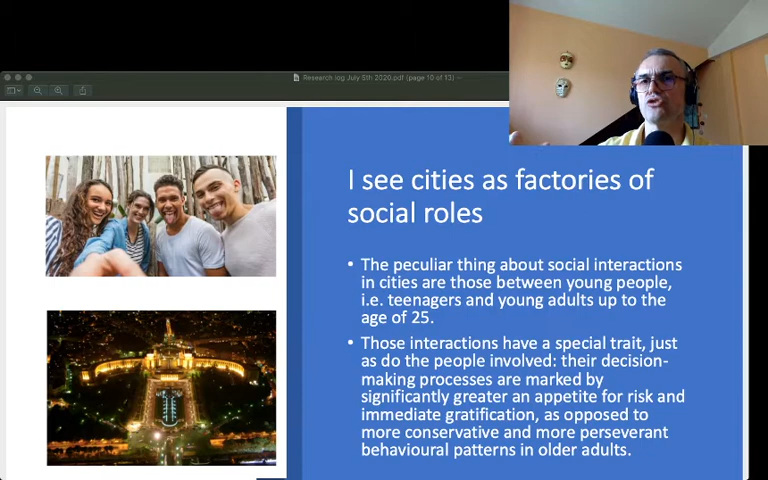 Research log July 5th 2020.pdf (page 10 of 13)
I see cities as factories of
social roles
• The peculiar thing about social interactions
in cities are those between young people,
i.e. teenagers and young adults up to the
age of 25.
• Those interactions have a special trait, just
as do the people involved: their decision-
making processes are marked by
significantly greater an appetite for risk and
immediate gratification, as opposed to
more conservative and more perseverant
behavioural patterns in older adults.